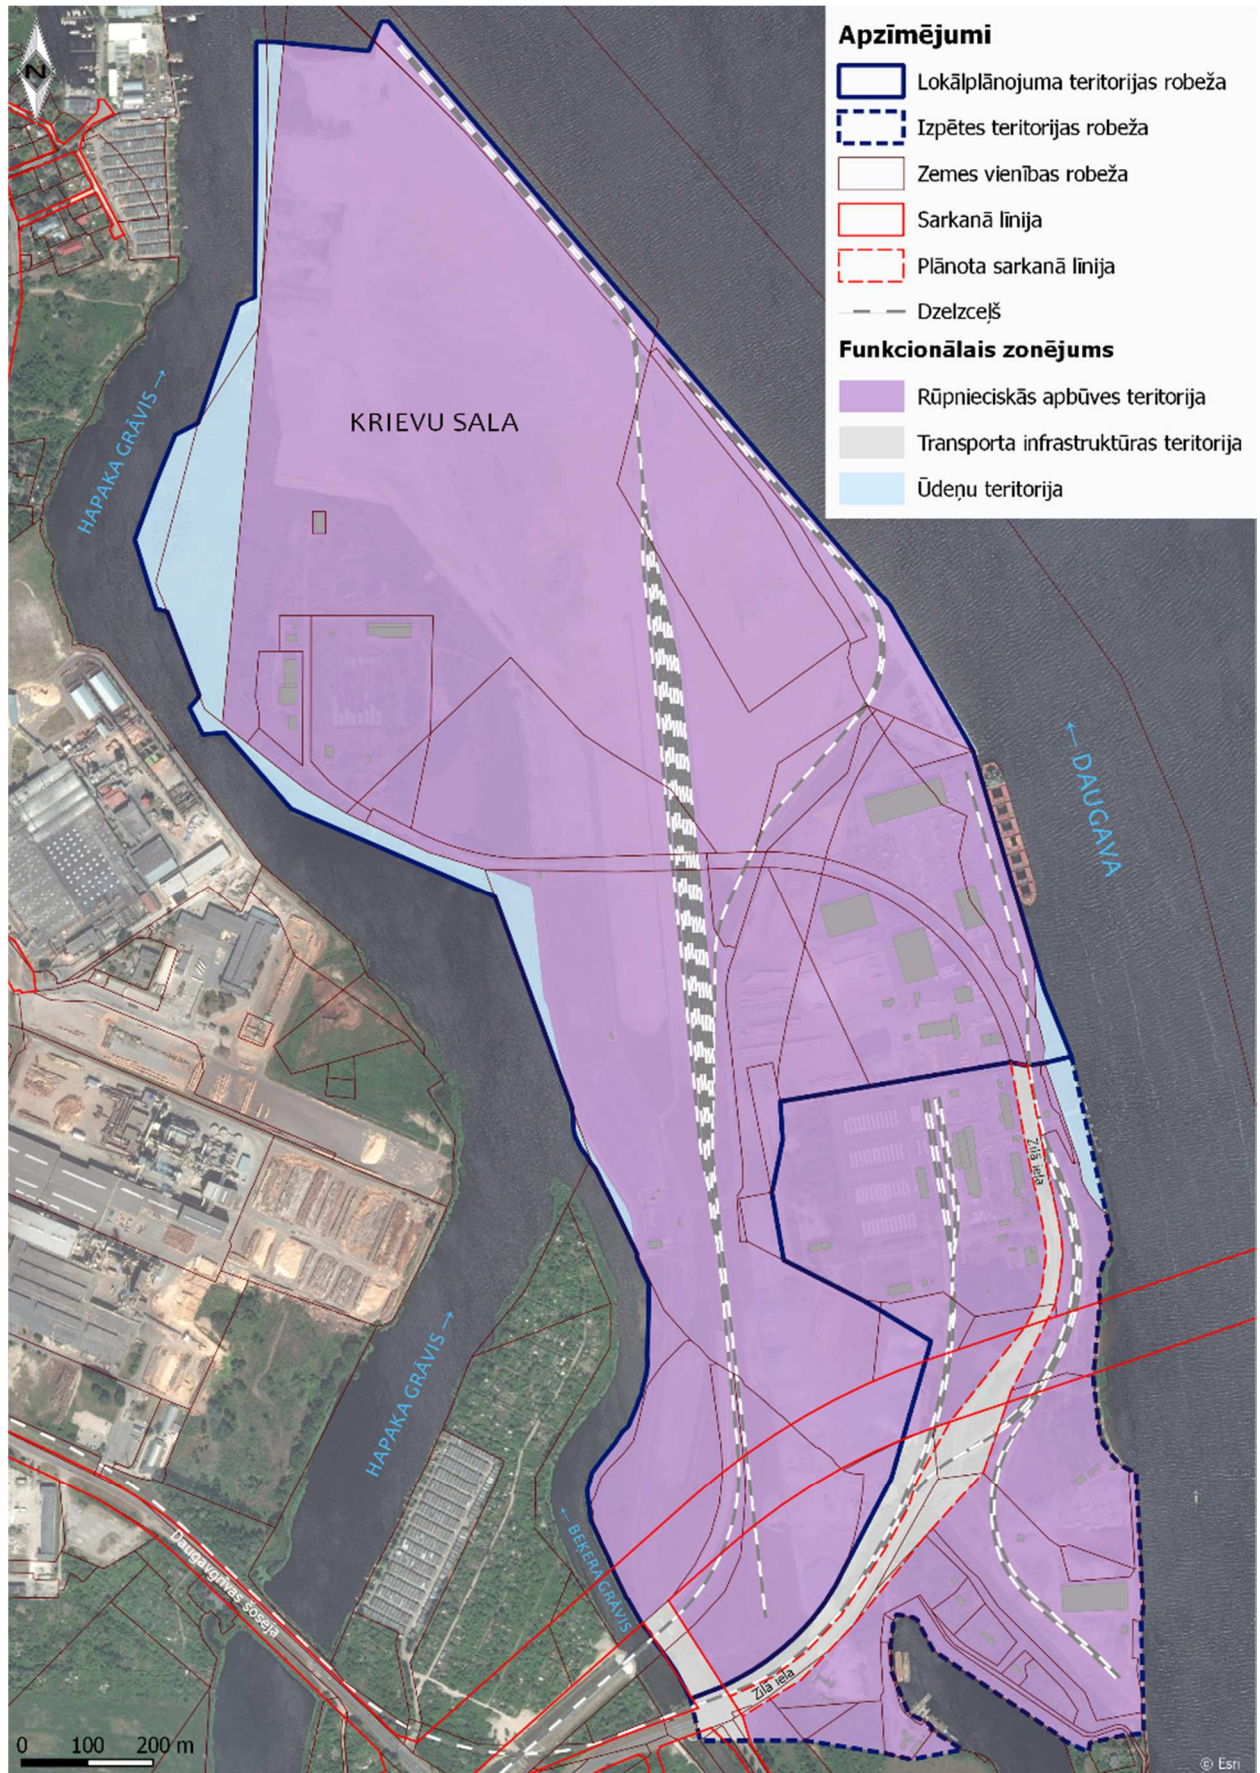 N
Apzīmējumi
Lokālplānojuma teritorijas robeža
Izpētes teritorijas robeža
Zemes vienības robeža
Sarkanā līnija
Plānota sarkanā līnija
Dzelzceļš
Funkcionālais zonējums
Rūpnieciskās apbūves teritorija
Transporta infrastruktūras teritorija
Ūdeņu teritorija
KRIEVU SALA
HAPAKA GRĀVIS →
← DAUGAVA
Zilā iela
HAPAKA GRĀVIS →
← BEĶERA GRĀVIS
Daugavgrīvas šoseja
Zilā iela
0 100 200 m
© Esri